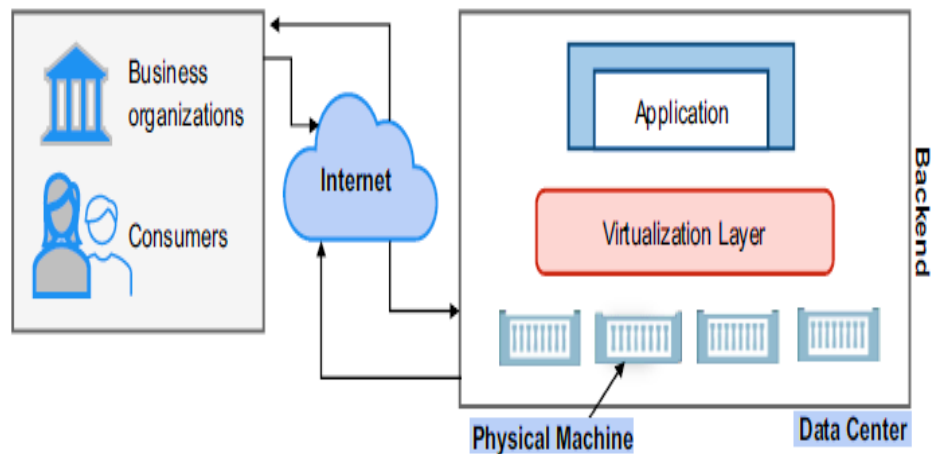 Business
organizations
Consumers
Internet
Application
Virtualization Layer
Backend
Physical Machine
Data Center